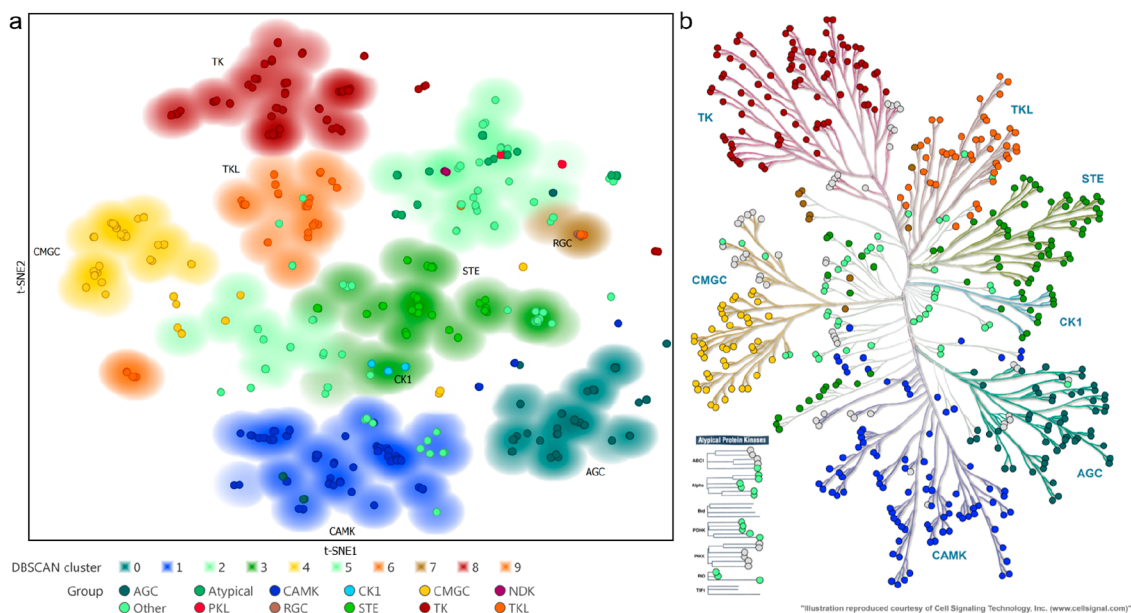 a
b
TK
TKL
CMGC
RGC
STE
CK1
AGC
CAMK
t-SNE2
t-SNE1
DBSCAN cluster 0 1 2 3 4 5 6 7 8 9
Group AGC Atypical CAMK CK1 CMGC NDK
Other PKL RGC STE TK TKL
TK
TKL
STE
CMGC
CK1
AGC
CAMK
Atypical Protein Kinases
ABC1
Alpha
Brd
PDHK
PIKK
RIO
TIF1
"Illustration reproduced courtesy of Cell Signaling Technology, Inc. (www.cellsignal.com)